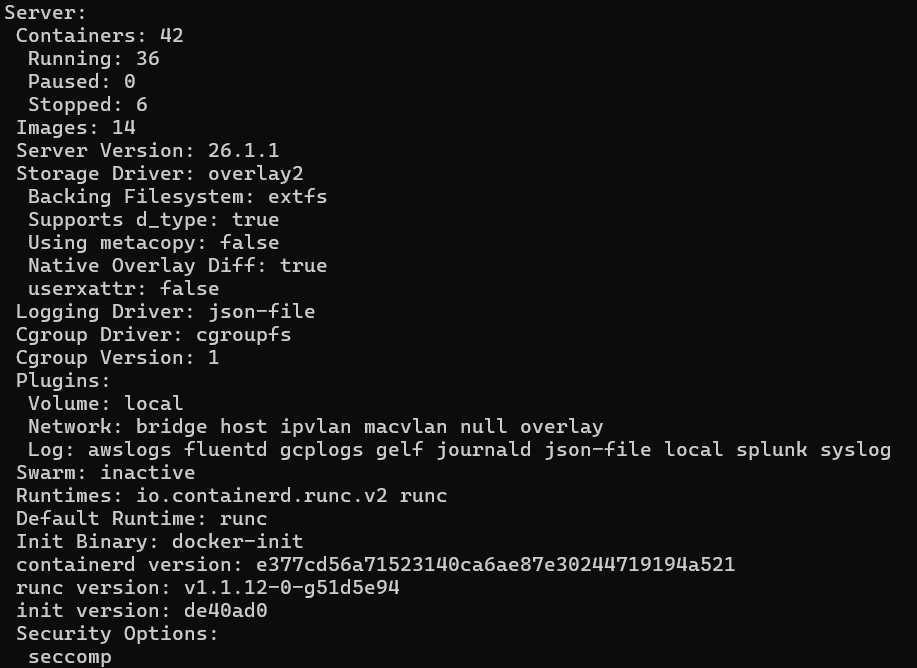 Server:
 Containers: 42
  Running: 36
  Paused: 0
  Stopped: 6
 Images: 14
 Server Version: 26.1.1
 Storage Driver: overlay2
  Backing Filesystem: extfs
  Supports d_type: true
  Using metacopy: false
  Native Overlay Diff: true
  userxattr: false
 Logging Driver: json-file
 Cgroup Driver: cgroupfs
 Cgroup Version: 1
 Plugins:
  Volume: local
  Network: bridge host ipvlan macvlan null overlay
  Log: awslogs fluentd gcplogs gelf journald json-file local splunk syslog
 Swarm: inactive
 Runtimes: io.containerd.runc.v2 runc
 Default Runtime: runc
 Init Binary: docker-init
 containerd version: e377cd56a71523140ca6ae87e30244719194a521
 runc version: v1.1.12-0-g51d5e94
 init version: de40ad0
 Security Options:
  seccomp